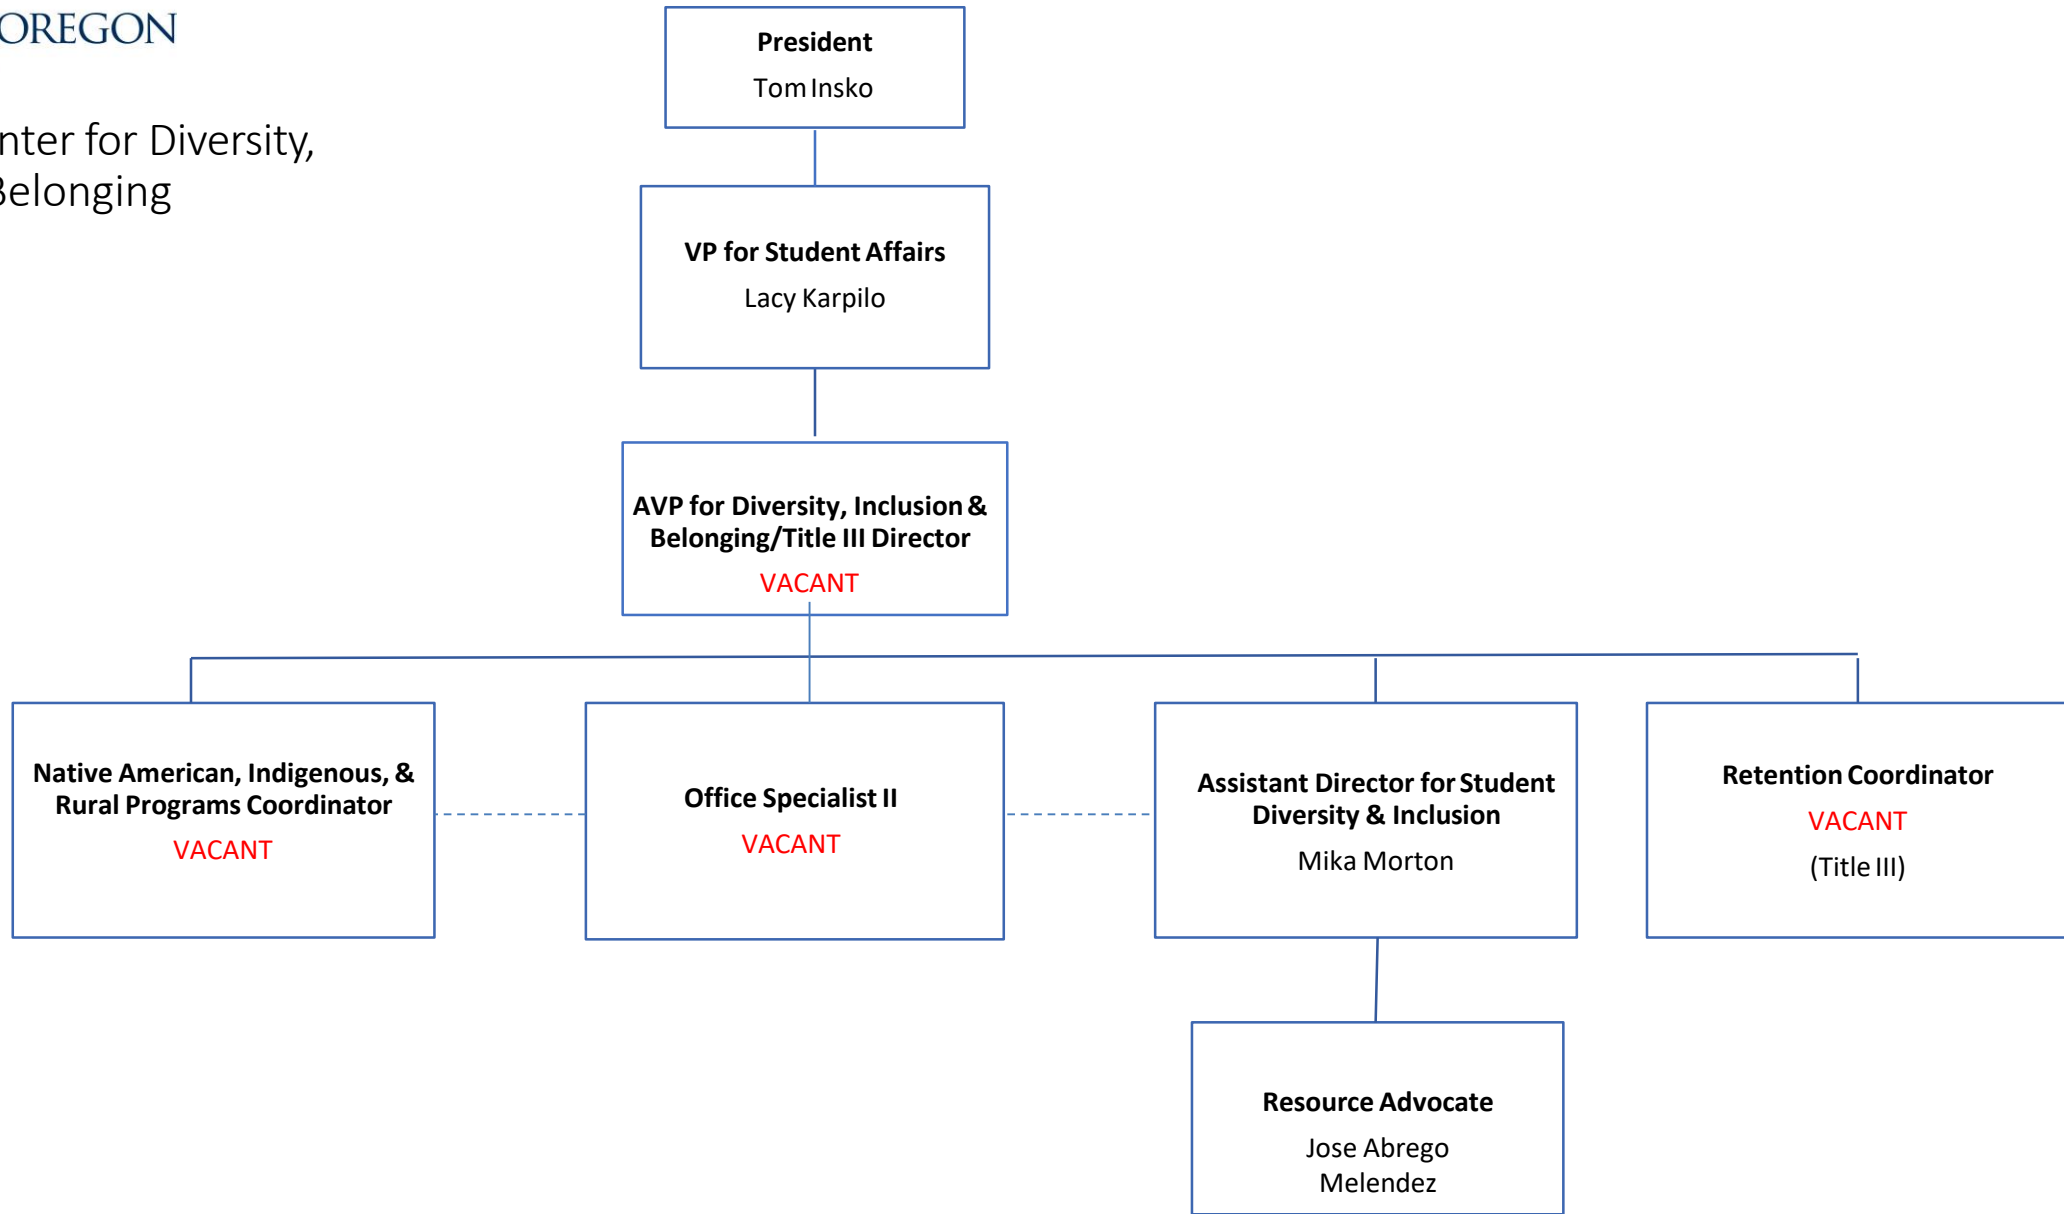 OREGON
nter for Diversity,
Belonging
President
Tom Insko
VP for Student Affairs
Lacy Karpilo
AVP for Diversity, Inclusion &
Belonging/Title III Director
VACANT
Native American, Indigenous, &
Rural Programs Coordinator
VACANT
Office Specialist II
VACANT
Assistant Director for Student
Diversity & Inclusion
Mika Morton
Retention Coordinator
VACANT
(Title III)
Resource Advocate
Jose Abrego
Melendez